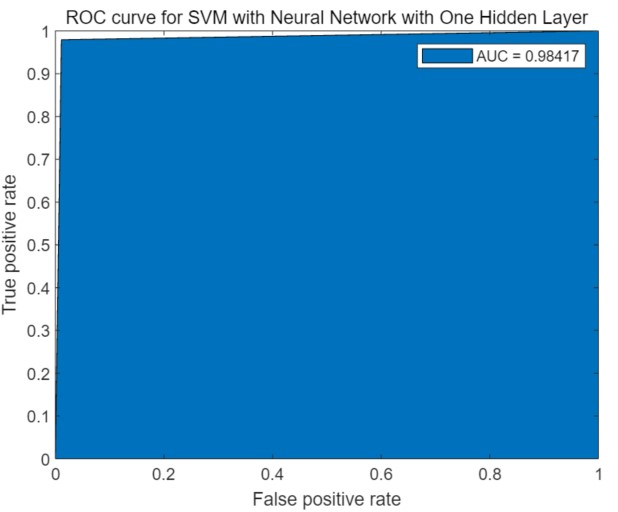 ROC curve for SVM with Neural Network with One Hidden Layer
AUC = 0.98417
1
0.9
0.8
0.7
0.6
0.5
0.4
0.3
0.2
0.1
0
True positive rate
0 0.2 0.4 0.6 0.8 1
False positive rate